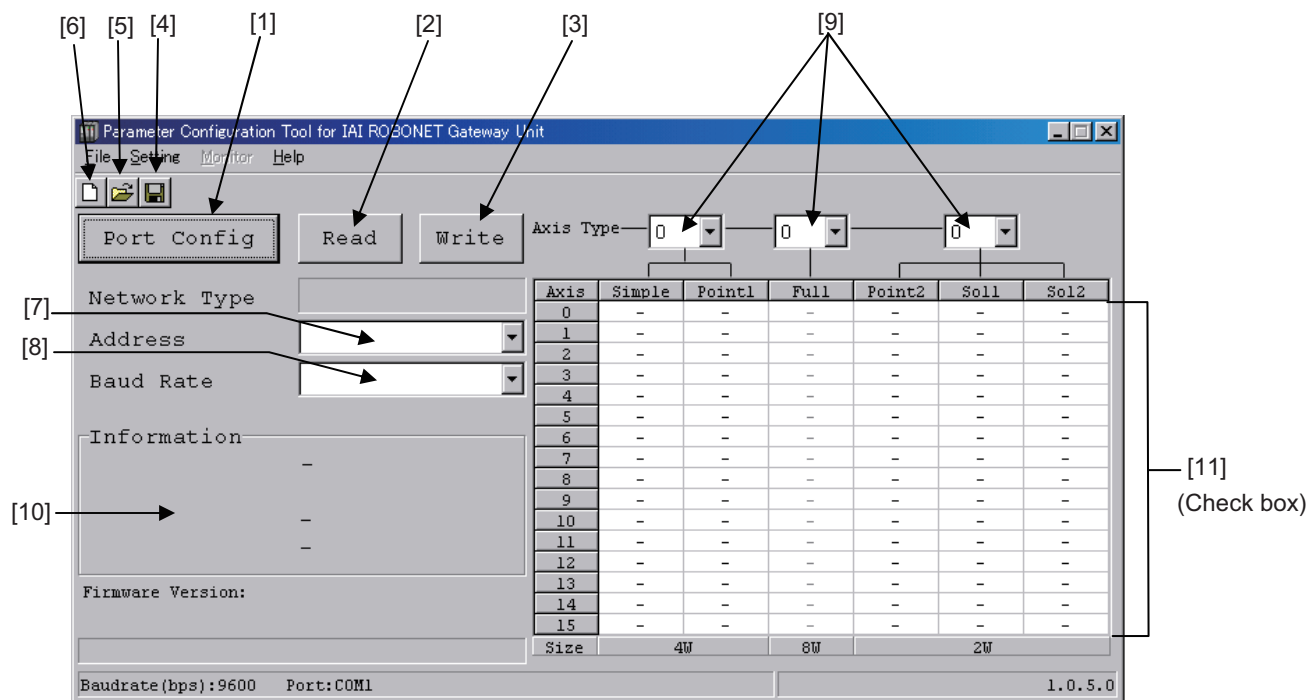 [6] [5] [4] [1] [2] [3] [9]
Parameter Configuration Tool for IAI ROBONET Gateway Unit
File Setting Monitor Help
Port Config Read Write Axis Type 0 0 0
Network Type
[7]
Address
[8]
Baud Rate
Information
–
[10]
–
–
Firmware Version:
Axis Simple Point1 Full Point2 Sol1 Sol2
0 – – – – – –
1 – – – – – –
2 – – – – – –
3 – – – – – –
4 – – – – – –
5 – – – – – –
6 – – – – – –
7 – – – – – –
8 – – – – – –
9 – – – – – –
10 – – – – – –
11 – – – – – –
12 – – – – – –
13 – – – – – –
14 – – – – – –
15 – – – – – –
Size 4W 8W 2W
[11]
(Check box)
Baudrate(bps):9600 Port:COM1 1.0.5.0